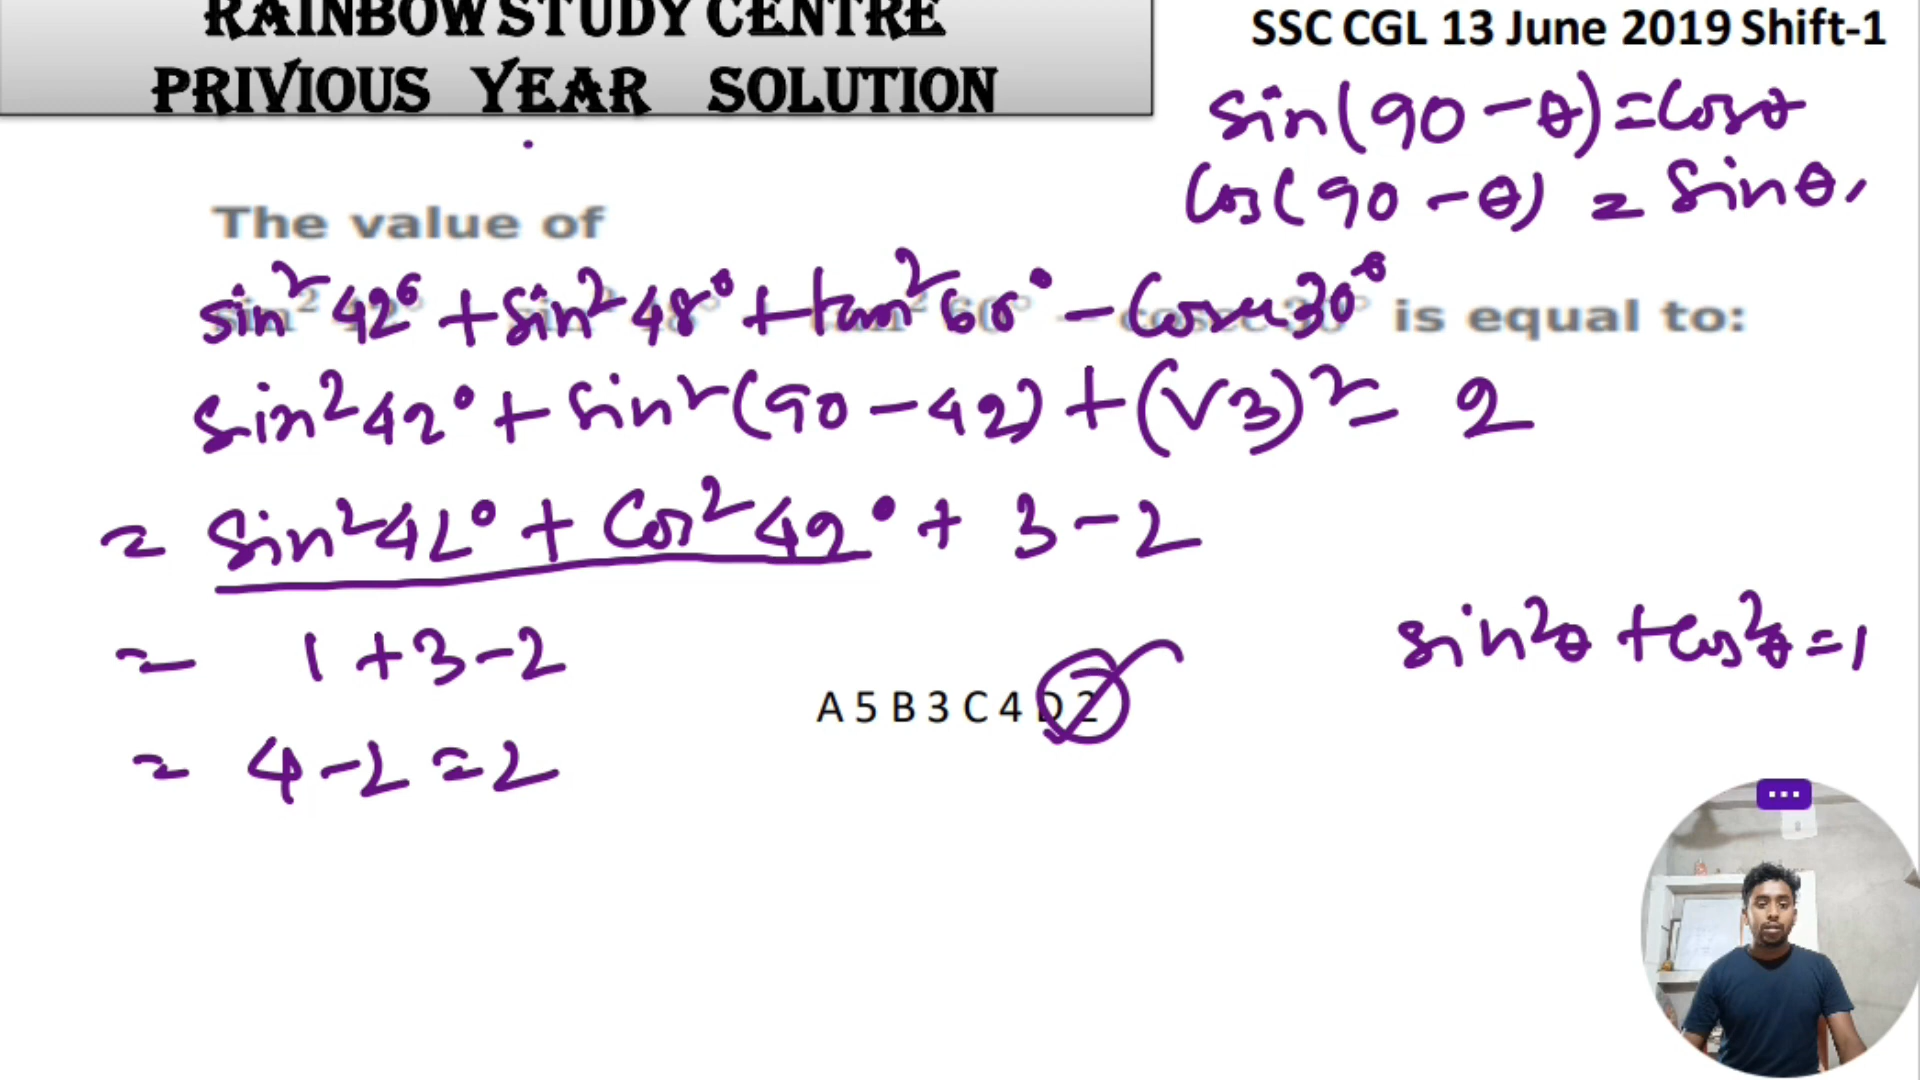 RAINBOW STUDY CENTRE
PRIVIOUS YEAR SOLUTION
SSC CGL 13 June 2019 Shift-1
sin(90-θ)=cosθ
cos(90-θ) = sinθ,
The value of
sin²42° + sin²48° + tan²60° - cosec30° is equal to:
sin²42° + sin²(90-42) + (√3)² - 2
= sin²42° + cos²42° + 3-2
sin²θ + cos²θ = 1
= 1+3-2
A 5 B 3 C 4 D 2
= 4-2=2